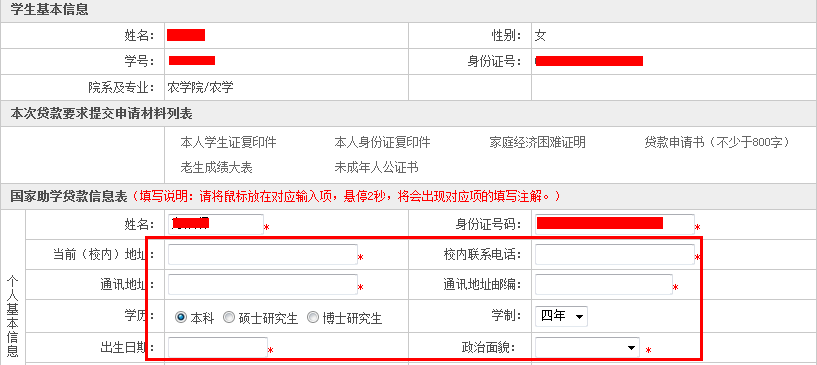 学生基本信息
姓名： 性别： 女
学号： 身份证号：
院系及专业： 农学院/农学
本次贷款要求提交申请材料列表
本人学生证复印件 本人身份证复印件 家庭经济困难证明 贷款申请书（不少于800字）
老生成绩大表 未成年人公证书
国家助学贷款信息表（填写说明：请将鼠标放在对应输入项，悬停2秒，将会出现对应项的填写注解。）
个人基本信息
姓名： * 身份证号码： *
当前（校内）地址： * 校内联系电话： *
通讯地址： * 通讯地址邮编： *
学历： 本科 硕士研究生 博士研究生 学制： 四年
出生日期： * 政治面貌： *